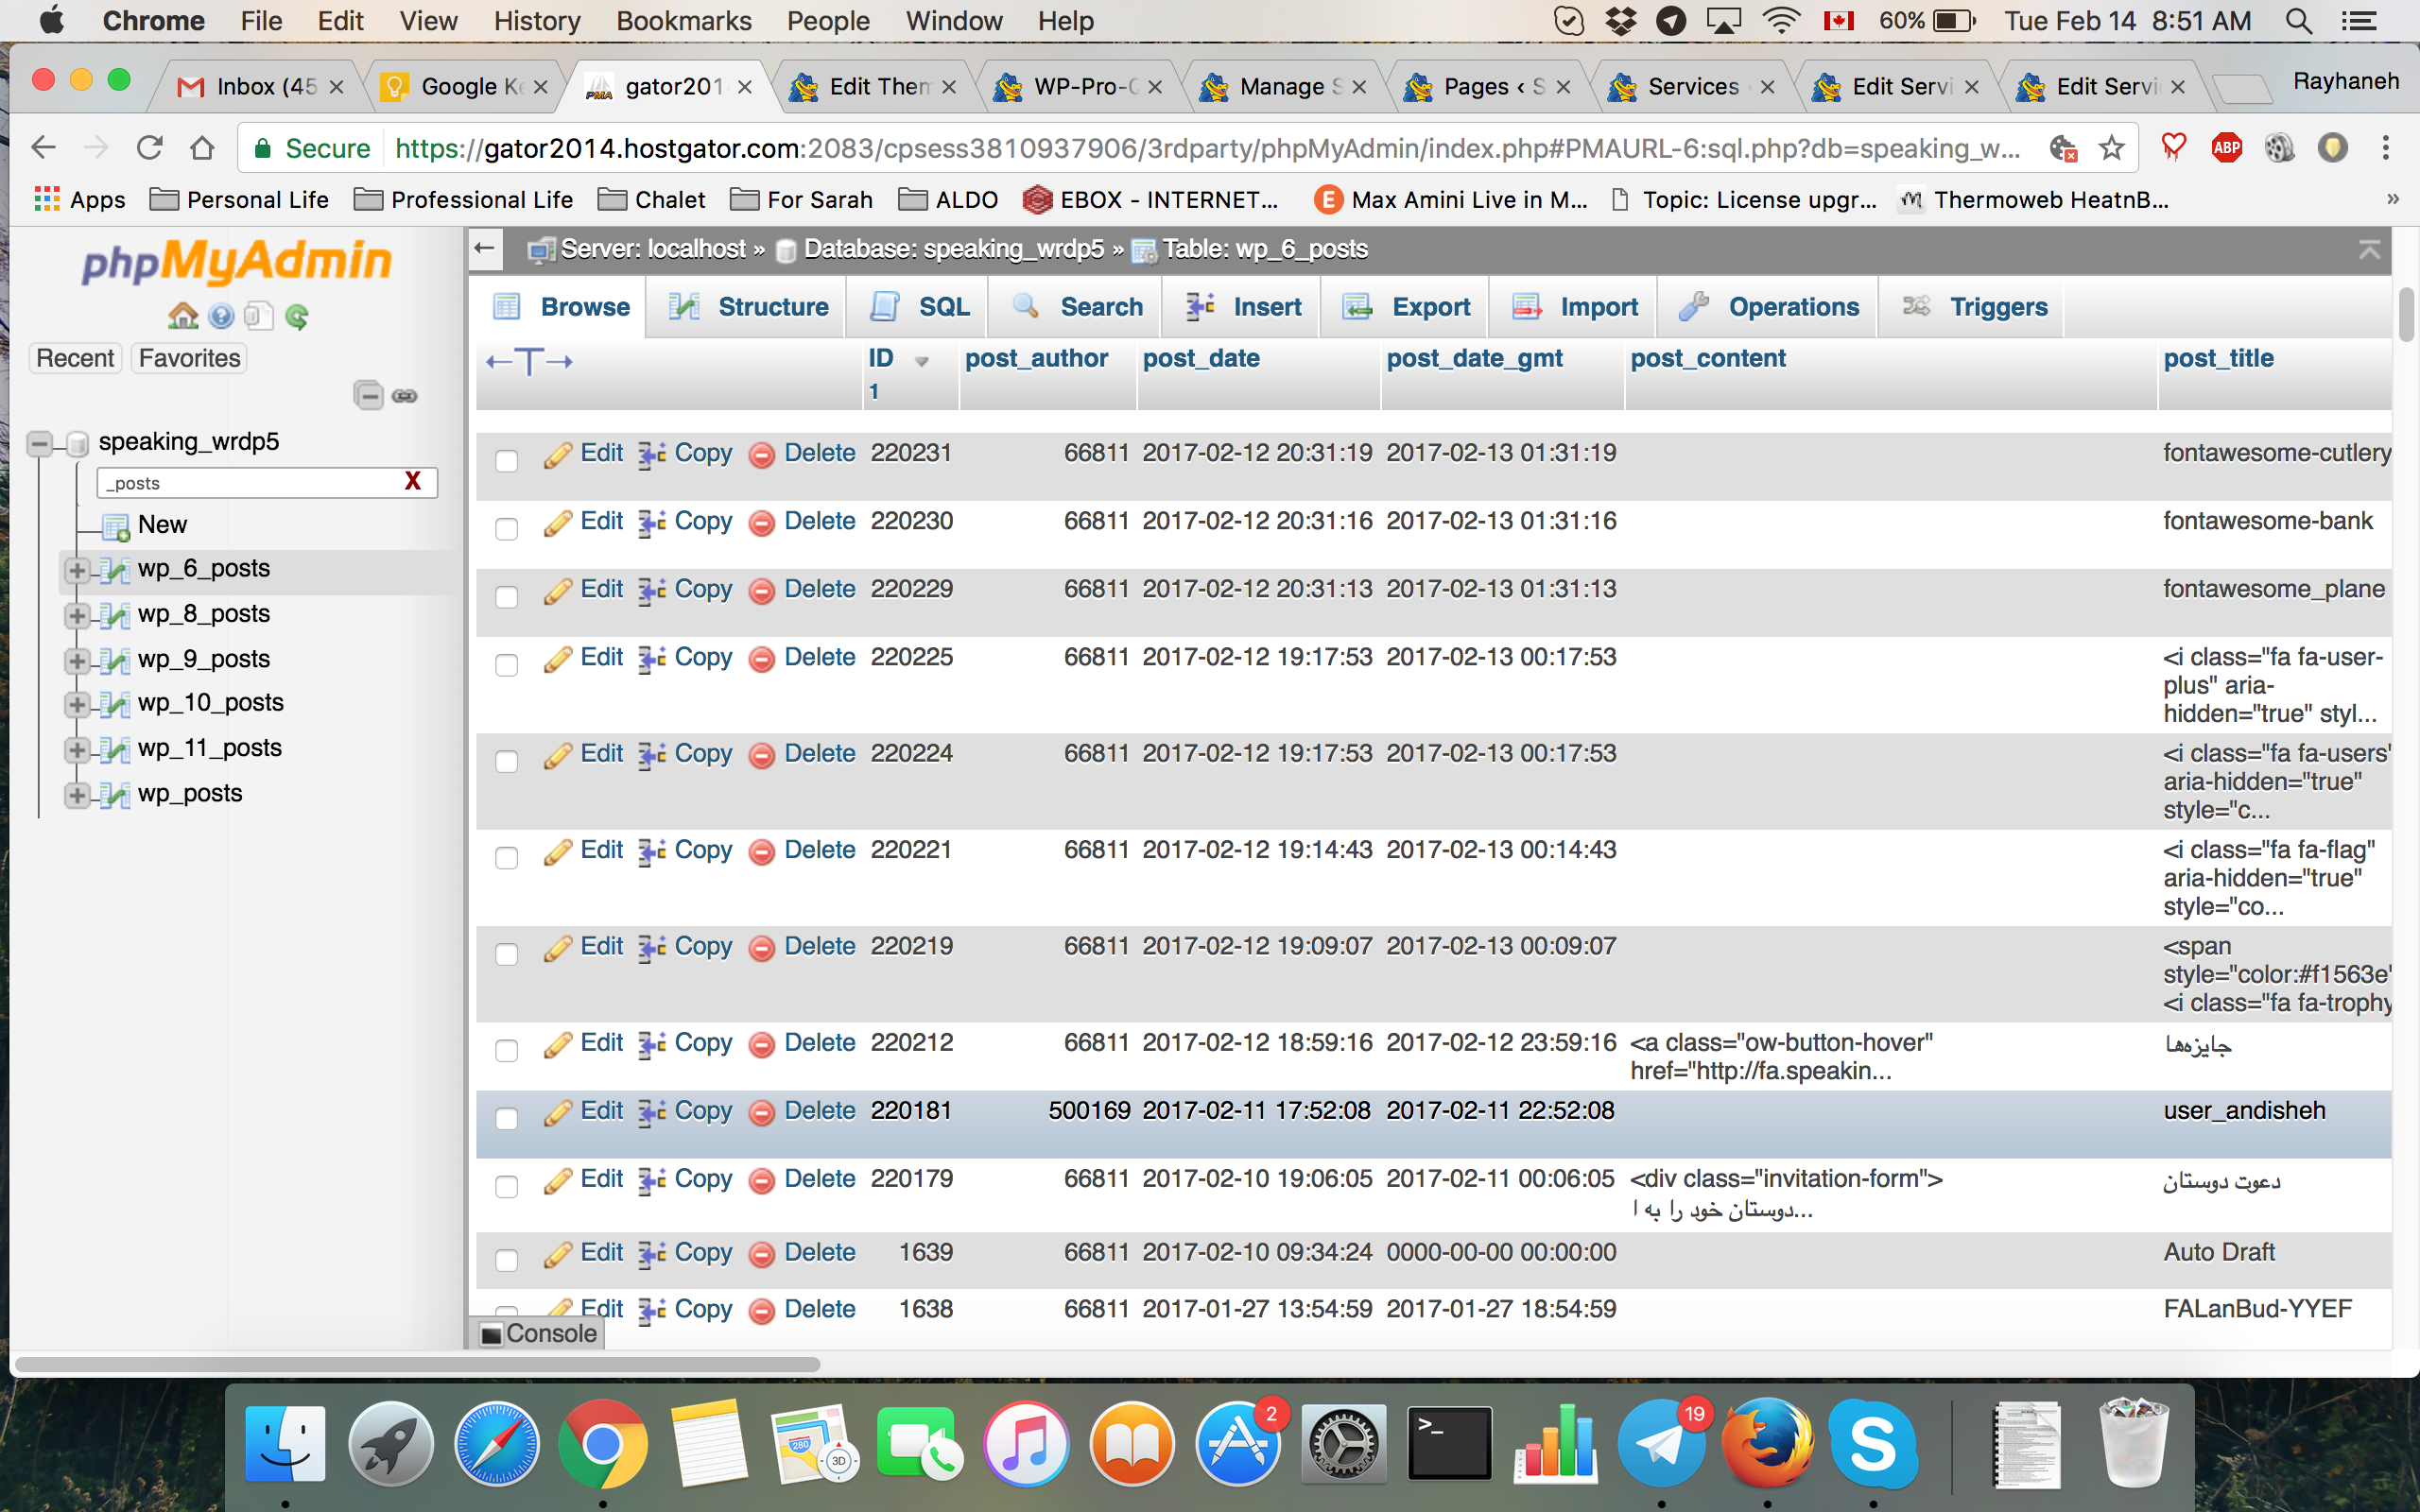 Chrome File Edit View History Bookmarks People Window Help 60% Tue Feb 14 8:51 AM
Inbox (45 Google Ke gator201 Edit Them WP-Pro-Q Manage S Pages ‹ S Services Edit Servi Edit Servi Rayhaneh
Secure https://gator2014.hostgator.com:2083/cpsess3810937906/3rdparty/phpMyAdmin/index.php#PMAURL-6:sql.php?db=speaking_w... ABP
Apps Personal Life Professional Life Chalet For Sarah ALDO EBOX - INTERNET... Max Amini Live in M... Topic: License upgr... Thermoweb HeatnB... »
phpMyAdmin
Recent Favorites
speaking_wrdp5
_posts X
New
wp_6_posts
wp_8_posts
wp_9_posts
wp_10_posts
wp_11_posts
wp_posts
Server: localhost » Database: speaking_wrdp5 » Table: wp_6_posts
Browse Structure SQL Search Insert Export Import Operations Triggers
←T→ ID post_author post_date post_date_gmt post_content post_title
1
Edit Copy Delete 220231 66811 2017-02-12 20:31:19 2017-02-13 01:31:19 fontawesome-cutlery
Edit Copy Delete 220230 66811 2017-02-12 20:31:16 2017-02-13 01:31:16 fontawesome-bank
Edit Copy Delete 220229 66811 2017-02-12 20:31:13 2017-02-13 01:31:13 fontawesome_plane
Edit Copy Delete 220225 66811 2017-02-12 19:17:53 2017-02-13 00:17:53 <i class="fa fa-user-
plus" aria-
hidden="true" styl...
Edit Copy Delete 220224 66811 2017-02-12 19:17:53 2017-02-13 00:17:53 <i class="fa fa-users"
aria-hidden="true"
style="c...
Edit Copy Delete 220221 66811 2017-02-12 19:14:43 2017-02-13 00:14:43 <i class="fa fa-flag"
aria-hidden="true"
style="co...
Edit Copy Delete 220219 66811 2017-02-12 19:09:07 2017-02-13 00:09:07 <span
style="color:#f1563e"
<i class="fa fa-trophy
Edit Copy Delete 220212 66811 2017-02-12 18:59:16 2017-02-12 23:59:16 <a class="ow-button-hover" جایزه‌ها
href="http://fa.speakin...
Edit Copy Delete 220181 500169 2017-02-11 17:52:08 2017-02-11 22:52:08 user_andisheh
Edit Copy Delete 220179 66811 2017-02-10 19:06:05 2017-02-11 00:06:05 <div class="invitation-form"> دعوت دوستان
دوستان خود را به ا...
Edit Copy Delete 1639 66811 2017-02-10 09:34:24 0000-00-00 00:00:00 Auto Draft
Edit Copy Delete 1638 66811 2017-01-27 13:54:59 2017-01-27 18:54:59 FALanBud-YYEF
Console
280 3D 2 >_ 19